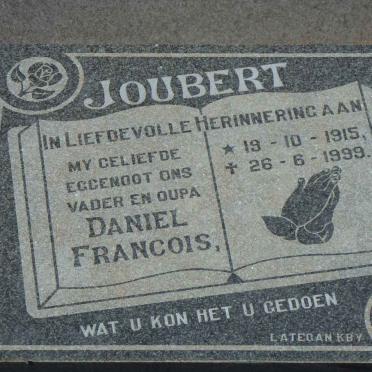 JOUBERT
IN LIEFDEVOLLE HERINNERING AAN
MY GELIEFDE
EGGENOOT ONS
VADER EN OUPA
DANIEL
FRANCOIS,
★ 19 - 10 - 1915,
✝ 26 - 6 - 1999.
WAT U KON HET U GEDOEN
LATEGAN KBY